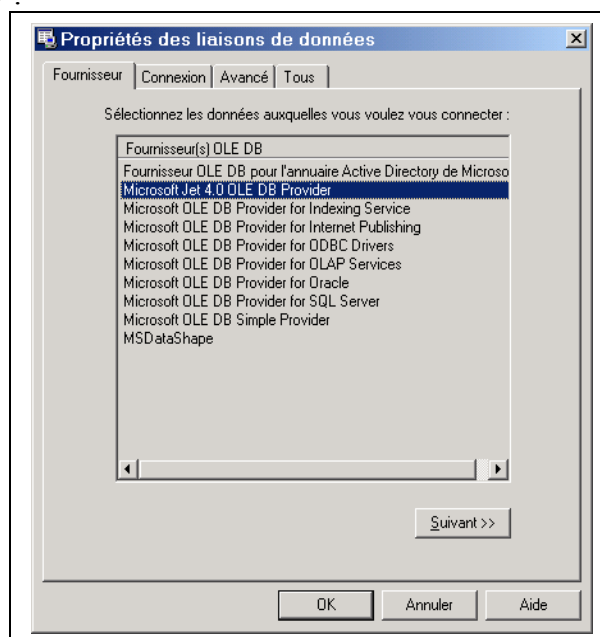 Propriétés des liaisons de données
Fournisseur Connexion Avancé Tous
Sélectionnez les données auxquelles vous voulez vous connecter :
Fournisseur(s) OLE DB
Fournisseur OLE DB pour l'annuaire Active Directory de Microso
Microsoft Jet 4.0 OLE DB Provider
Microsoft OLE DB Provider for Indexing Service
Microsoft OLE DB Provider for Internet Publishing
Microsoft OLE DB Provider for ODBC Drivers
Microsoft OLE DB Provider for OLAP Services
Microsoft OLE DB Provider for Oracle
Microsoft OLE DB Provider for SQL Server
Microsoft OLE DB Simple Provider
MSDataShape
Suivant >>
OK Annuler Aide